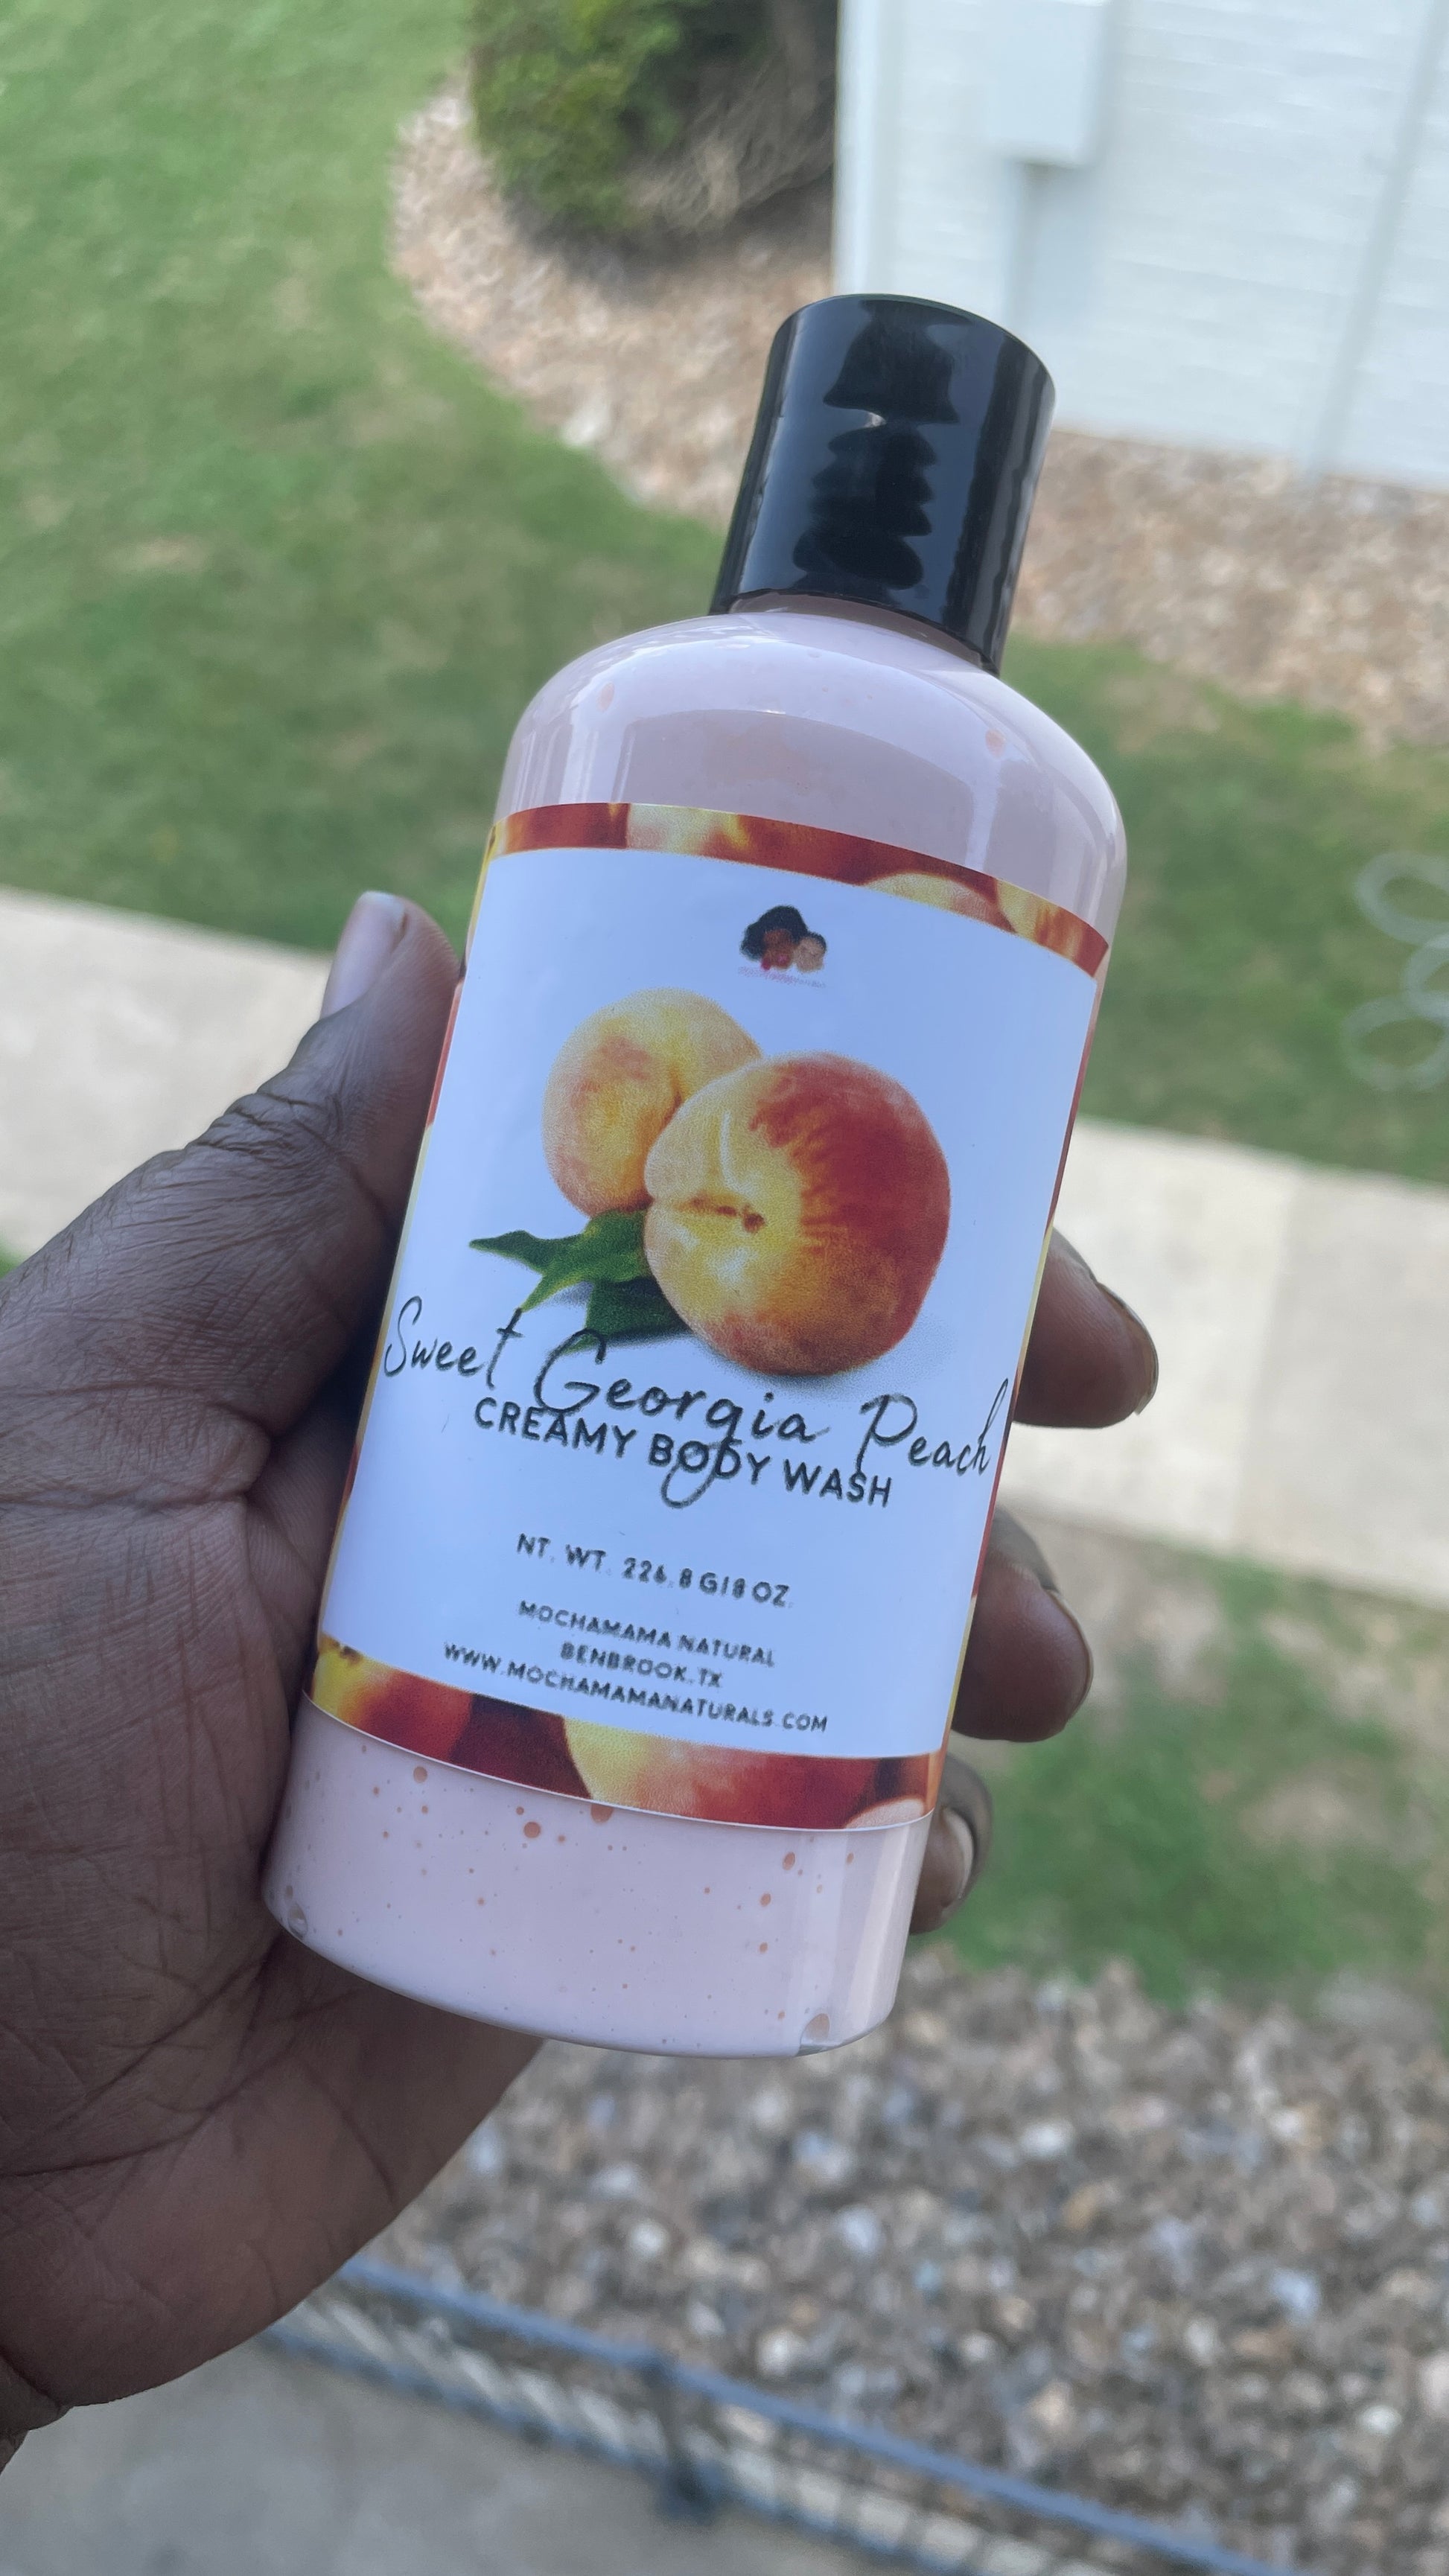 Sweet Georgia Peach
CREAMY BODY WASH
NT. WT. 226.8 G|8 OZ.
MOCHAMAMA NATURAL
BENBROOK, TX
WWW.MOCHAMAMANATURALS.COM